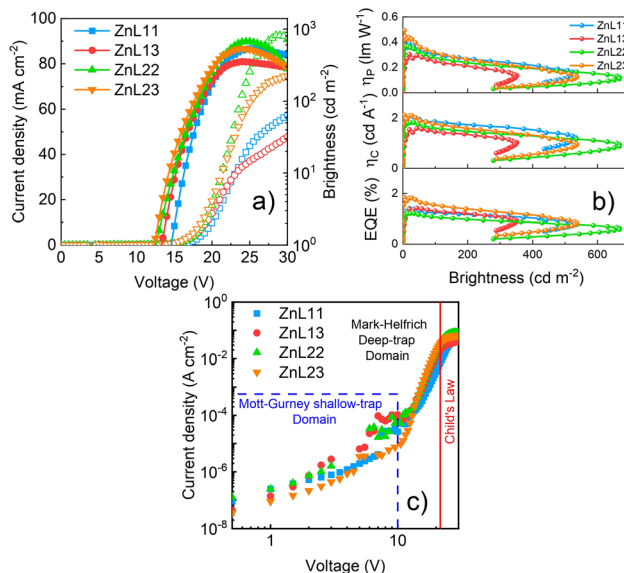 ZnL11
ZnL13
ZnL22
ZnL23
Current density (mA cm-2)
100
80
60
40
20
0
0 5 10 15 20 25 30
Voltage (V)
10³
10²
10¹
10⁰
Brightness (cd m-2)
a)
ZnL11
ZnL13
ZnL22
ZnL23
ηP (lm W-1)
0.6
0.4
0.2
0.0
ηc (cd A-1)
2
0
EQE (%)
2
0
0 200 400 600
Brightness (cd m-2)
b)
ZnL11
ZnL13
ZnL22
ZnL23
Mark-Helfrich
Deep-trap
Domain
Mott-Gurney shallow-trap
Domain
Child's Law
Current density (A cm-2)
10⁰
10⁻²
10⁻⁴
10⁻⁶
10⁻⁸
1 10
Voltage (V)
c)